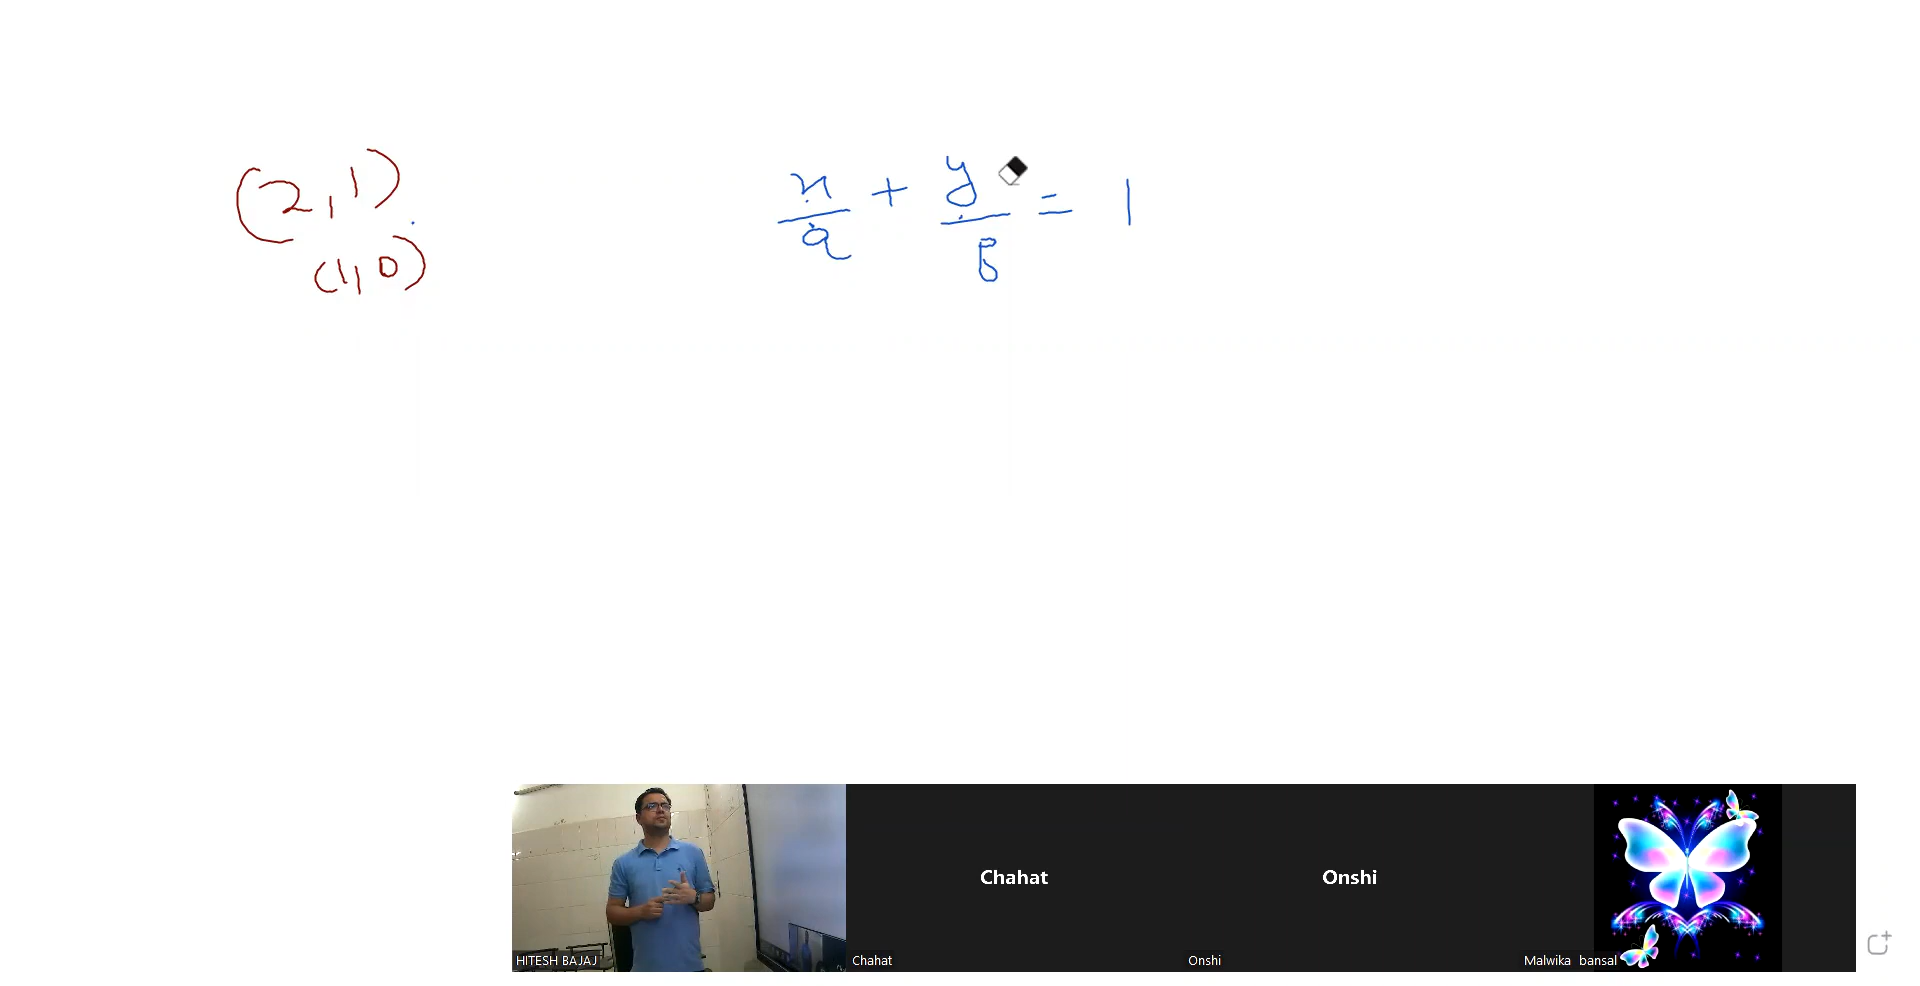 (2, 1)
(1, 0)
x/a + y/b = 1
Chahat
Onshi
HITESH BAJAJ
Chahat
Onshi
Malwika bansal